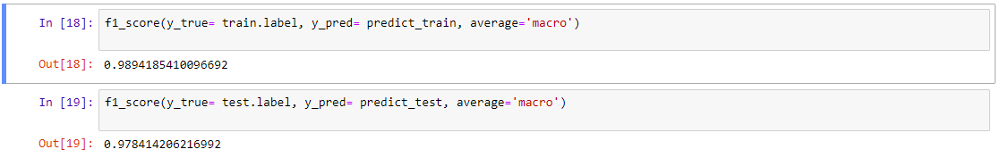 In [18]: f1_score(y_true= train.label, y_pred= predict_train, average='macro')
Out[18]: 0.9894185410096692
In [19]: f1_score(y_true= test.label, y_pred= predict_test, average='macro')
Out[19]: 0.978414206216992